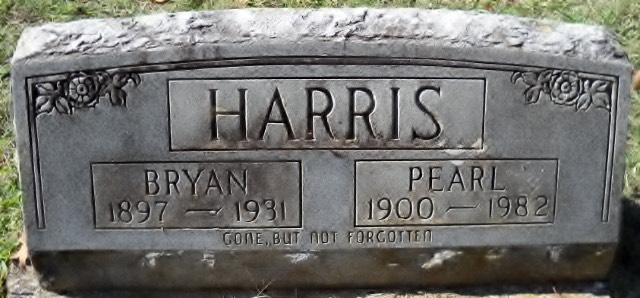 HARRIS
BRYAN
1897 — 1931
PEARL
1900 — 1982
GONE, BUT NOT FORGOTTEN